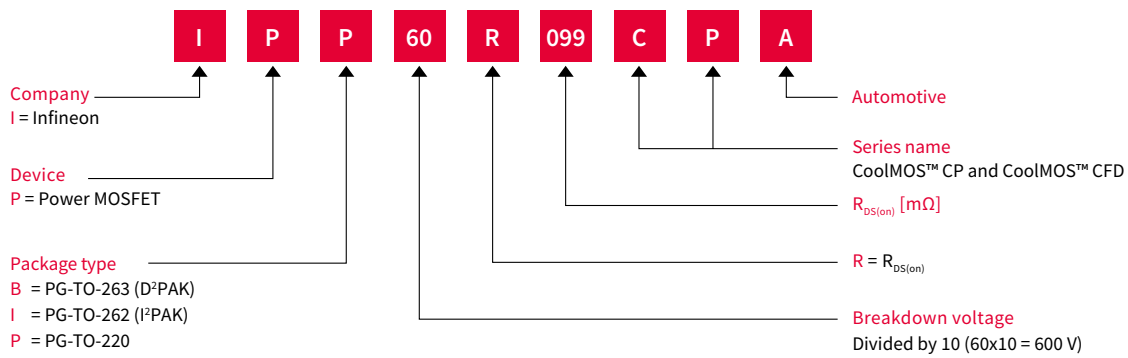 I P P 60 R 099 C P A
Company
I = Infineon
Device
P = Power MOSFET
Package type
B = PG-TO-263 (D²PAK)
I = PG-TO-262 (I²PAK)
P = PG-TO-220
Automotive
Series name
CoolMOS™ CP and CoolMOS™ CFD
R_DS(on) [mΩ]
R = R_DS(on)
Breakdown voltage
Divided by 10 (60x10 = 600 V)